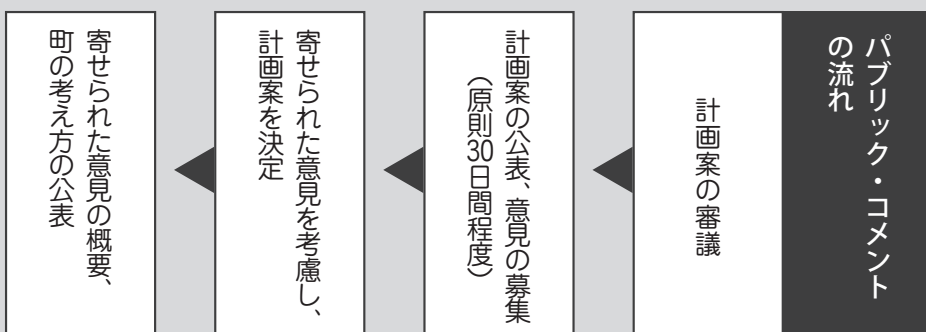 パブリック・コメント
の流れ
計画案の審議
計画案の公表、意見の募集
（原則30日間程度）
寄せられた意見を考慮し、
計画案を決定
寄せられた意見の概要、
町の考え方の公表